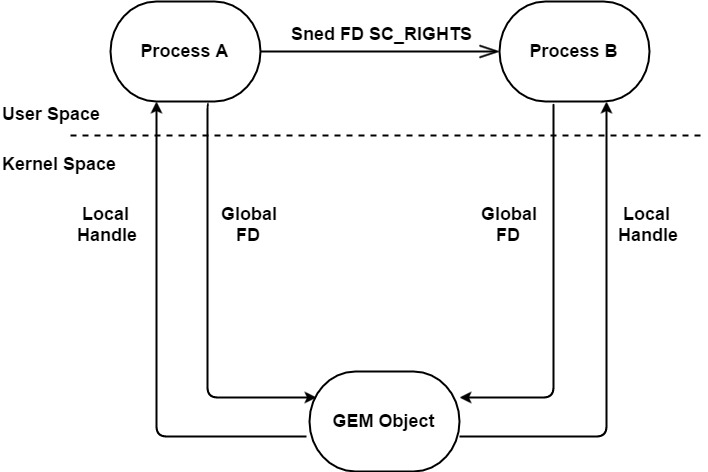 Sned FD SC_RIGHTS
Process A
Process B
User Space
Kernel Space
Local
Handle
Global
FD
Global
FD
Local
Handle
GEM Object